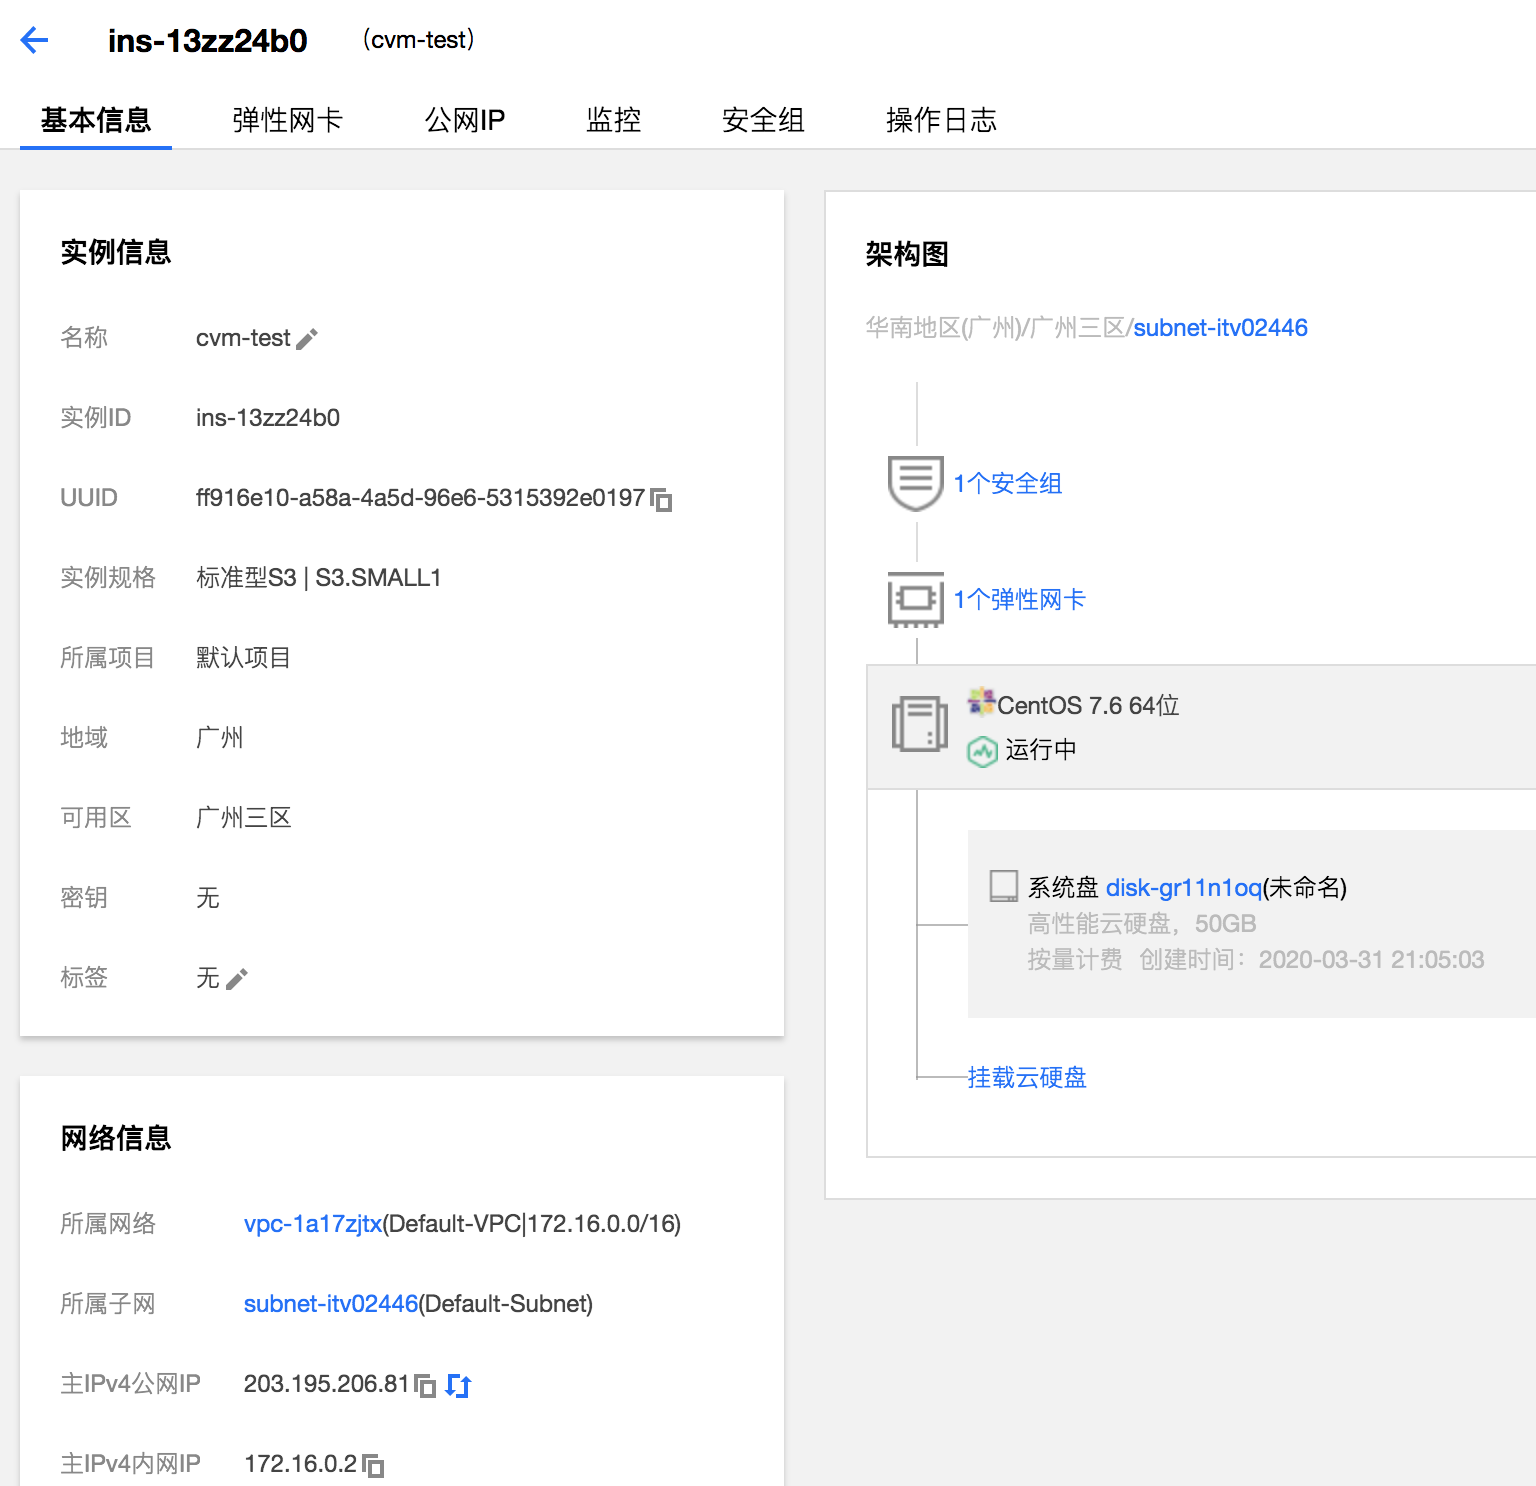 ins-13zz24b0 （cvm-test）
基本信息 弹性网卡 公网IP 监控 安全组 操作日志
实例信息
名称 cvm-test
实例ID ins-13zz24b0
UUID ff916e10-a58a-4a5d-96e6-5315392e0197
实例规格 标准型S3 | S3.SMALL1
所属项目 默认项目
地域 广州
可用区 广州三区
密钥 无
标签 无
网络信息
所属网络 vpc-1a17zjtx(Default-VPC|172.16.0.0/16)
所属子网 subnet-itv02446(Default-Subnet)
主IPv4公网IP 203.195.206.81
主IPv4内网IP 172.16.0.2
架构图
华南地区(广州)/广州三区/subnet-itv02446
1个安全组
1个弹性网卡
CentOS 7.6 64位
运行中
系统盘 disk-gr11n1oq(未命名)
高性能云硬盘，50GB
按量计费 创建时间：2020-03-31 21:05:03
挂载云硬盘